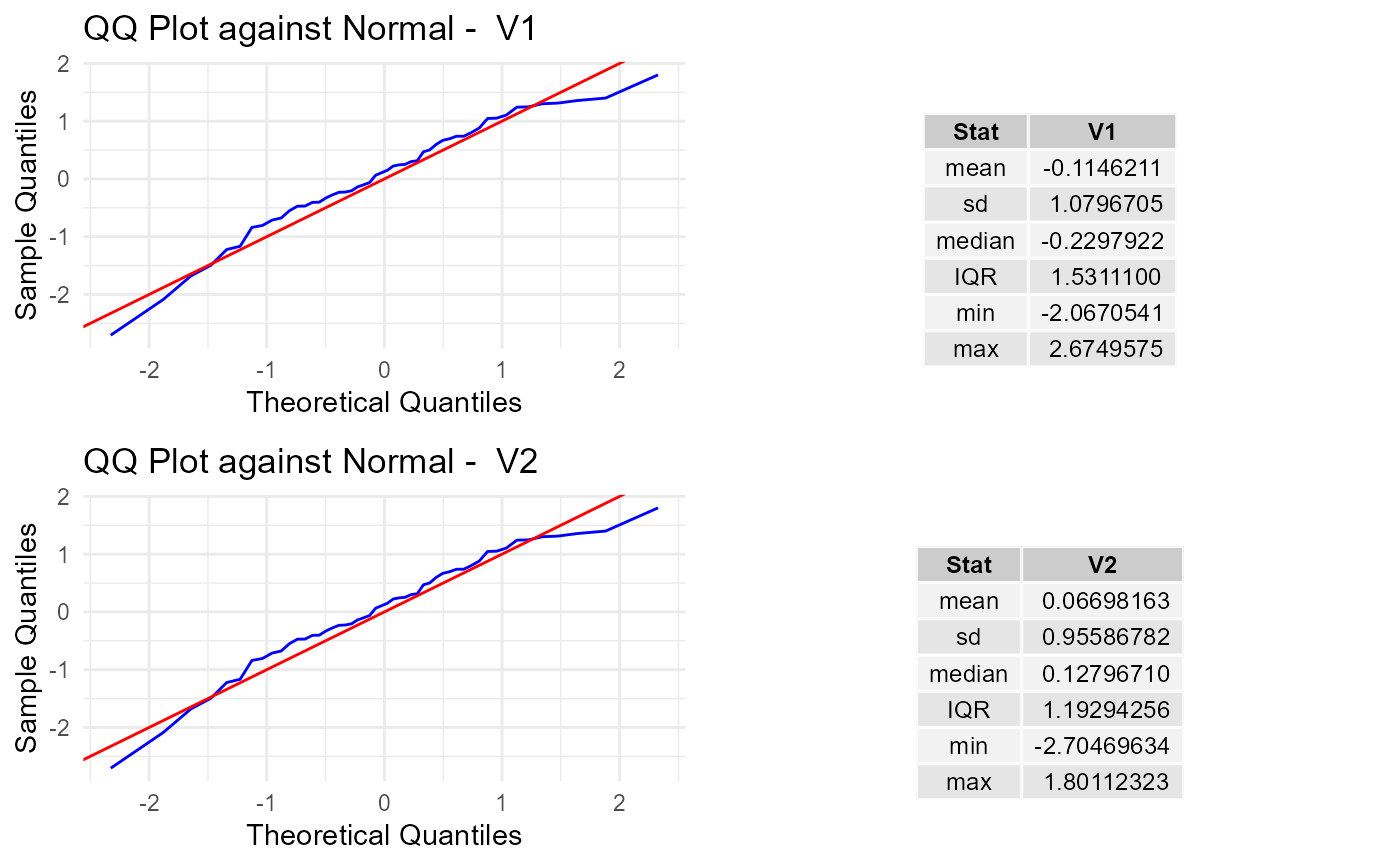 QQ Plot against Normal -  V1
2
1
0
-1
-2
Sample Quantiles
-2 -1 0 1 2
Theoretical Quantiles
Stat V1
mean -0.1146211
sd 1.0796705
median -0.2297922
IQR 1.5311100
min -2.0670541
max 2.6749575
QQ Plot against Normal -  V2
2
1
0
-1
-2
Sample Quantiles
-2 -1 0 1 2
Theoretical Quantiles
Stat V2
mean 0.06698163
sd 0.95586782
median 0.12796710
IQR 1.19294256
min -2.70469634
max 1.80112323